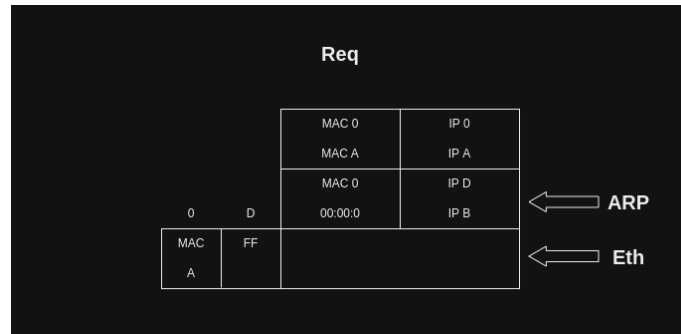 Req
MAC 0 IP 0
MAC A IP A
MAC 0 IP D
0 D 00:00:0 IP B ARP
MAC FF
A
Eth